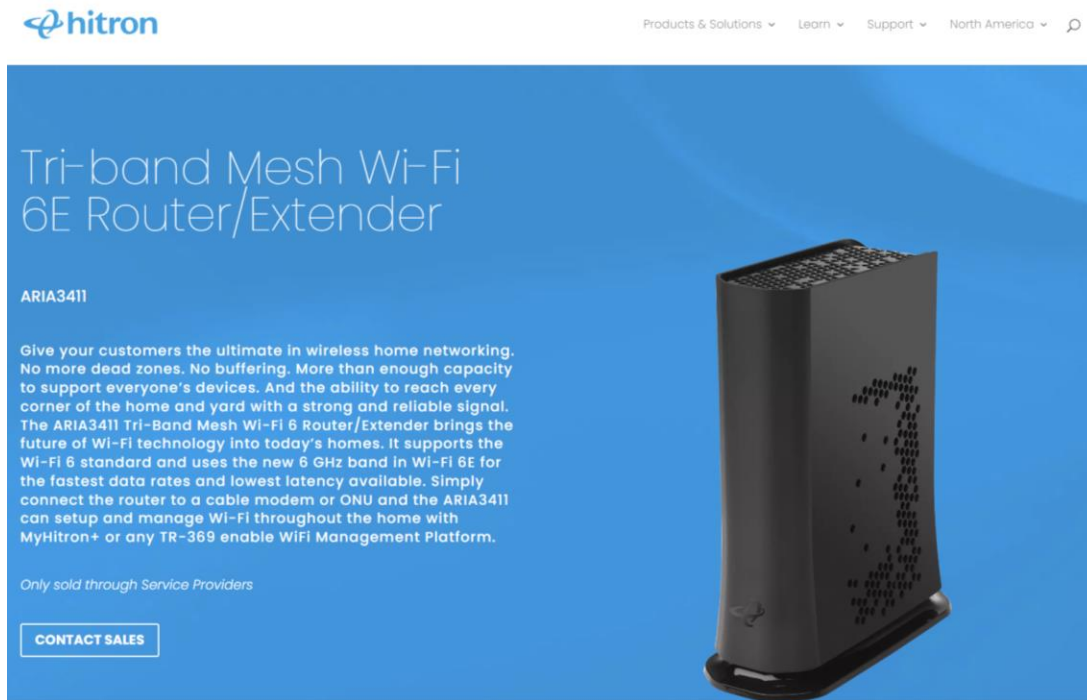 hitron
Products & Solutions
Learn
Support
North America
Tri-band Mesh Wi-Fi
6E Router/Extender
ARIA3411
Give your customers the ultimate in wireless home networking.
No more dead zones. No buffering. More than enough capacity
to support everyone's devices. And the ability to reach every
corner of the home and yard with a strong and reliable signal.
The ARIA3411 Tri-Band Mesh Wi-Fi 6 Router/Extender brings the
future of Wi-Fi technology into today's homes. It supports the
Wi-Fi 6 standard and uses the new 6 GHz band in Wi-Fi 6E for
the fastest data rates and lowest latency available. Simply
connect the router to a cable modem or ONU and the ARIA3411
can setup and manage Wi-Fi throughout the home with
MyHitron+ or any TR-369 enable WiFi Management Platform.
Only sold through Service Providers
CONTACT SALES